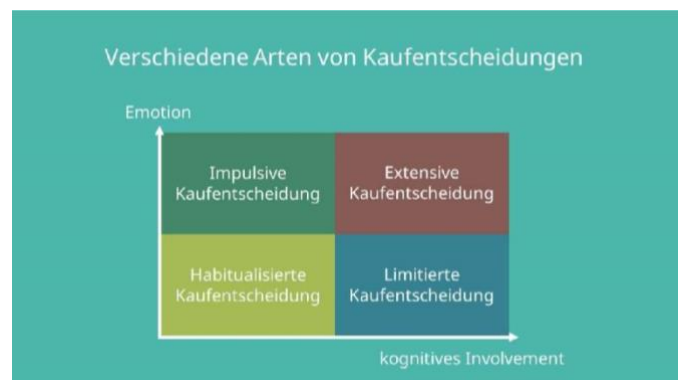 Verschiedene Arten von Kaufentscheidungen
Emotion
Impulsive
Kaufentscheidung
Extensive
Kaufentscheidung
Habitualisierte
Kaufentscheidung
Limitierte
Kaufentscheidung
kognitives Involvement